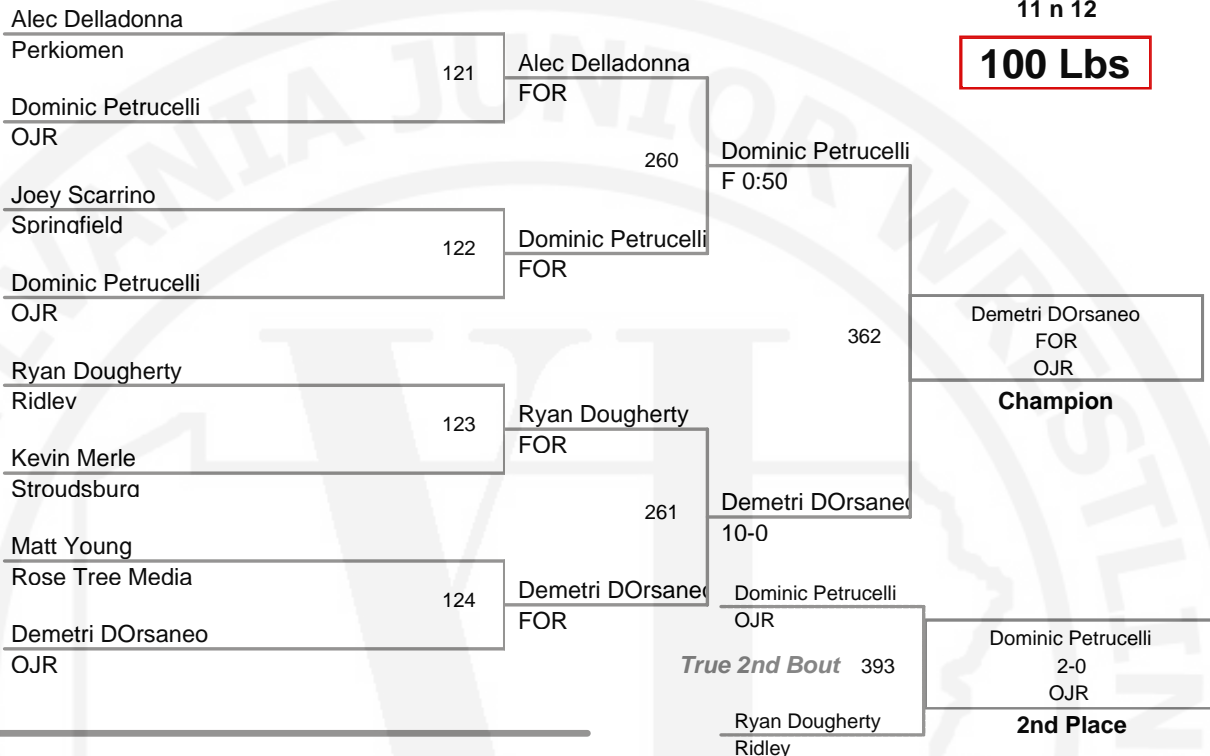 11 n 12
100 Lbs
Alec Delladonna
Perkiomen
121
Dominic Petrucelli
OJR
Joey Scarrino
Springfield
122
Dominic Petrucelli
OJR
Ryan Dougherty
Ridley
123
Kevin Merle
Stroudsburg
Matt Young
Rose Tree Media
124
Demetri DOrsaneo
OJR
Alec Delladonna
FOR
260
Dominic Petrucelli
FOR
Ryan Dougherty
FOR
261
Demetri DOrsaneo
FOR
Dominic Petrucelli
F 0:50
362
Demetri DOrsaneo
10-0
Demetri DOrsaneo
FOR
OJR
Champion
Dominic Petrucelli
OJR
True 2nd Bout 393
Ryan Dougherty
Ridley
Dominic Petrucelli
2-0
OJR
2nd Place